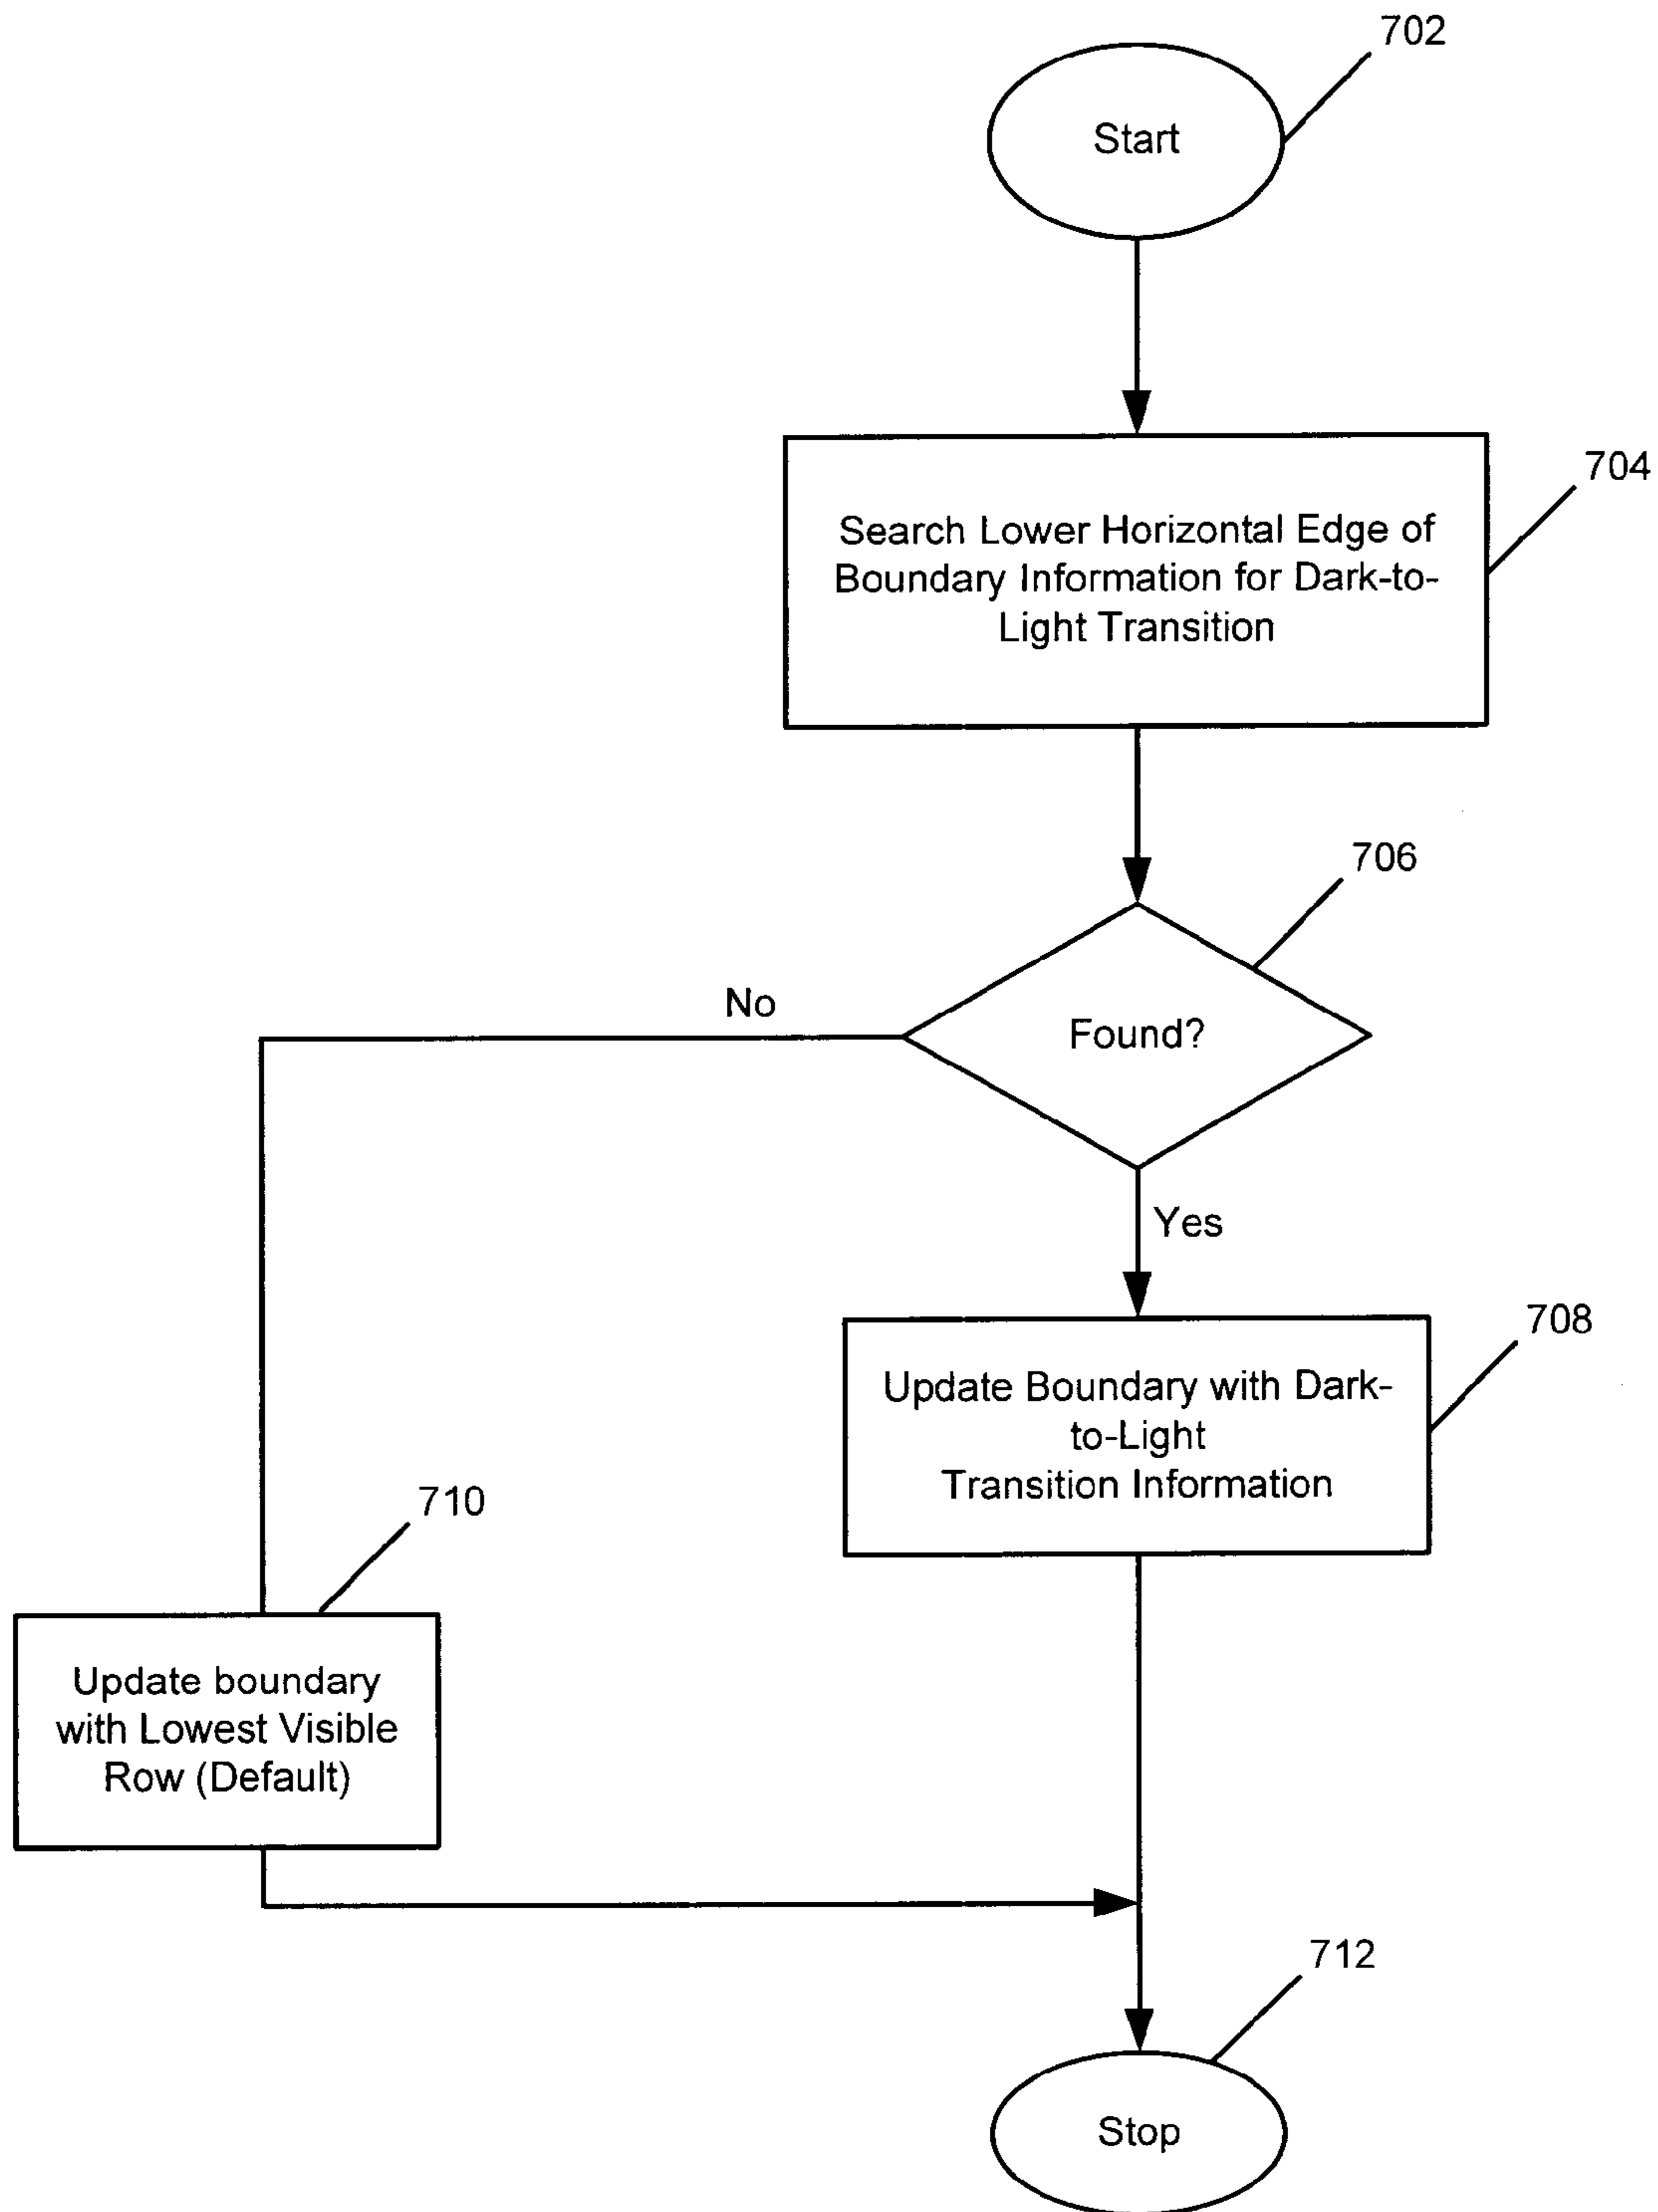 702
Start
704
Search Lower Horizontal Edge of
Boundary Information for Dark-to-
Light Transition
706
Found?
No
Yes
708
Update Boundary with Dark-
to-Light
Transition Information
710
Update boundary
with Lowest Visible
Row (Default)
712
Stop